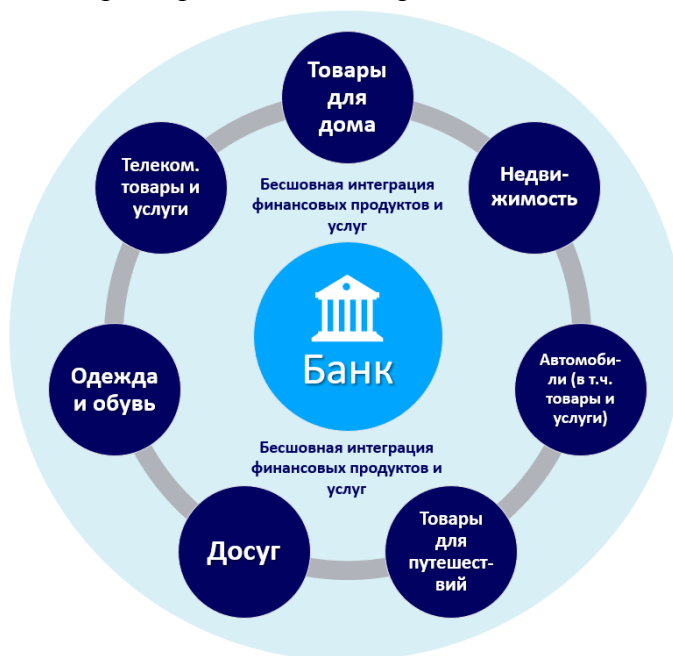 Товары
для
дома
Телеком.
товары и
услуги
Недви-
жимость
Бесшовная интеграция
финансовых продуктов и
услуг
Банк
Одежда
и обувь
Автомоби-
ли (в т.ч.
товары и
услуги)
Бесшовная интеграция
финансовых продуктов и
услуг
Досуг
Товары
для
путешест-
вий